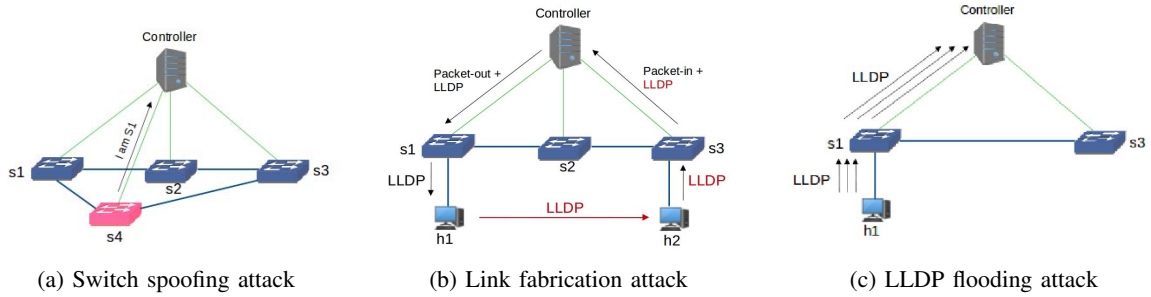 Controller
I am S1
s1
s2
s3
s4
(a) Switch spoofing attack
Controller
Packet-out +
LLDP
Packet-in +
LLDP
s1
s2
s3
LLDP
LLDP
LLDP
h1
h2
(b) Link fabrication attack
Controller
LLDP
s1
s3
LLDP
h1
(c) LLDP flooding attack